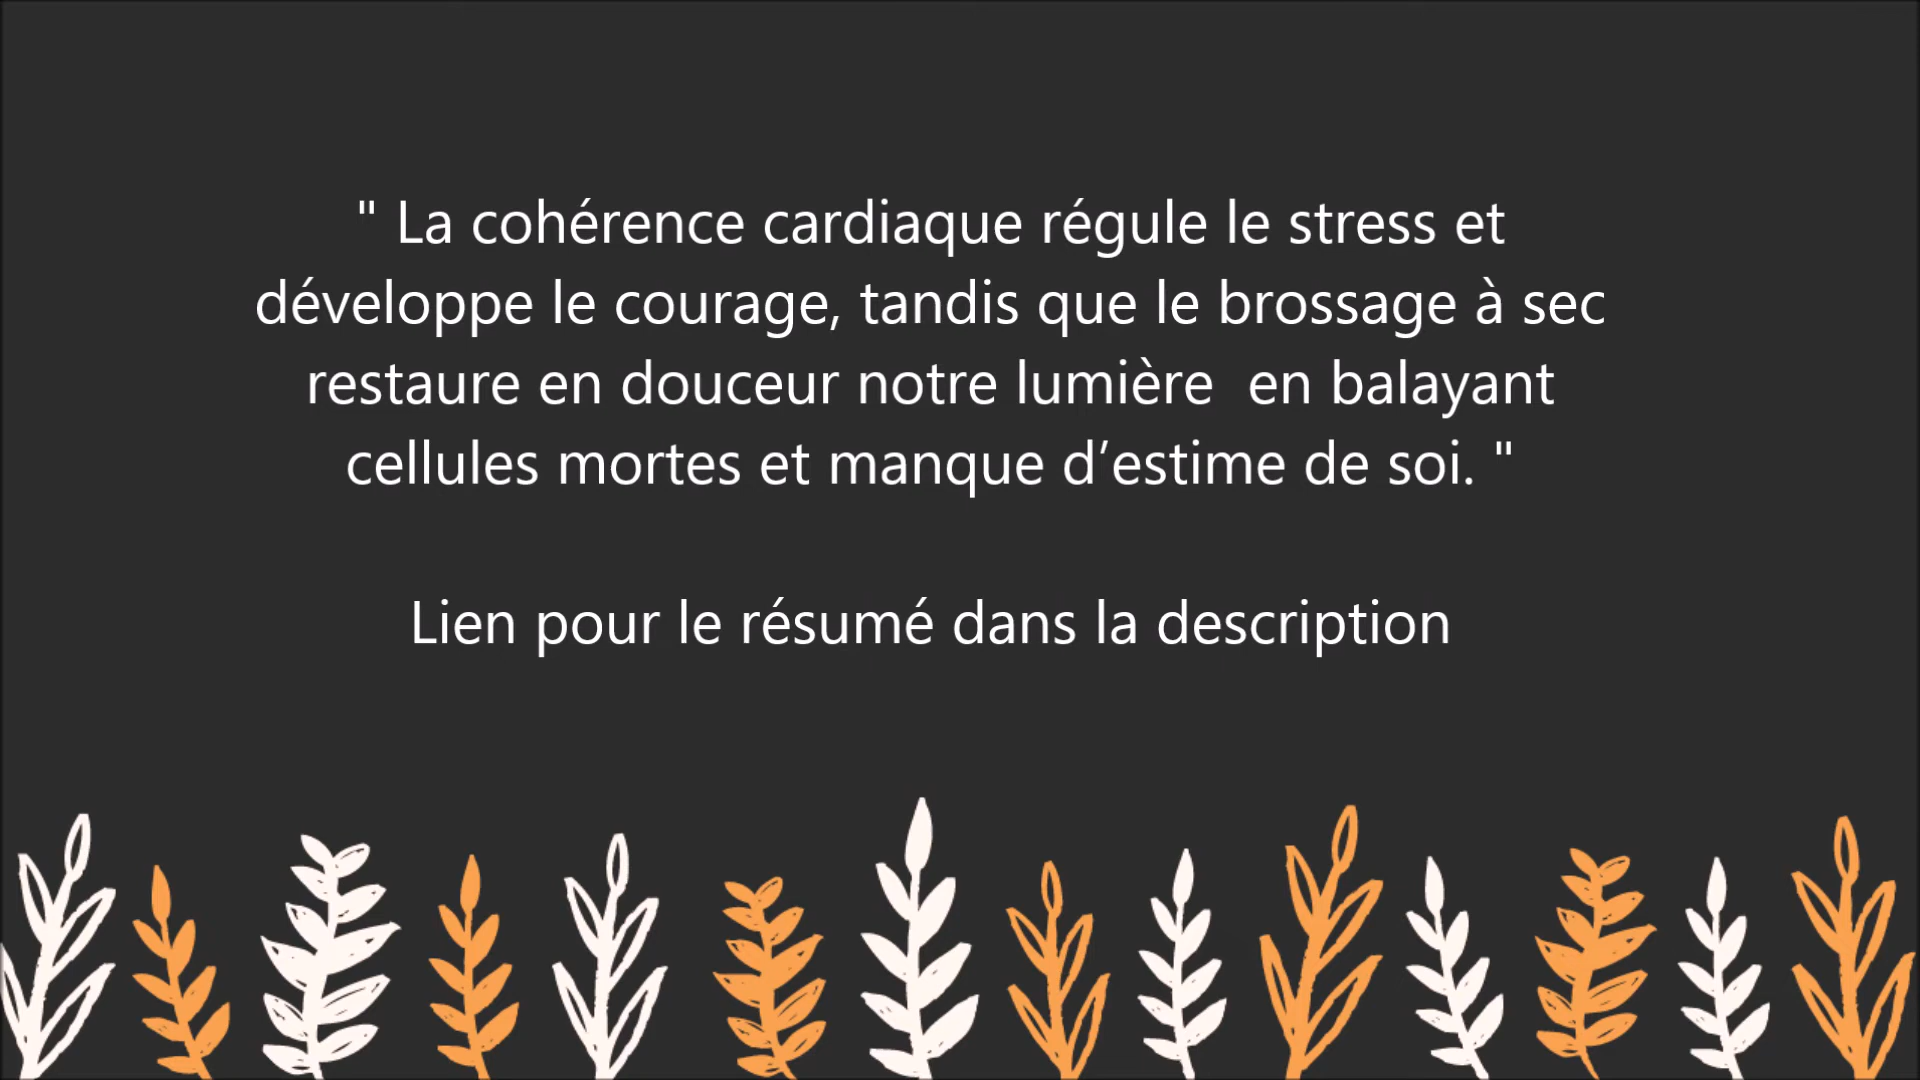 " La cohérence cardiaque régule le stress et
développe le courage, tandis que le brossage à sec
restaure en douceur notre lumière  en balayant
cellules mortes et manque d’estime de soi. "
Lien pour le résumé dans la description